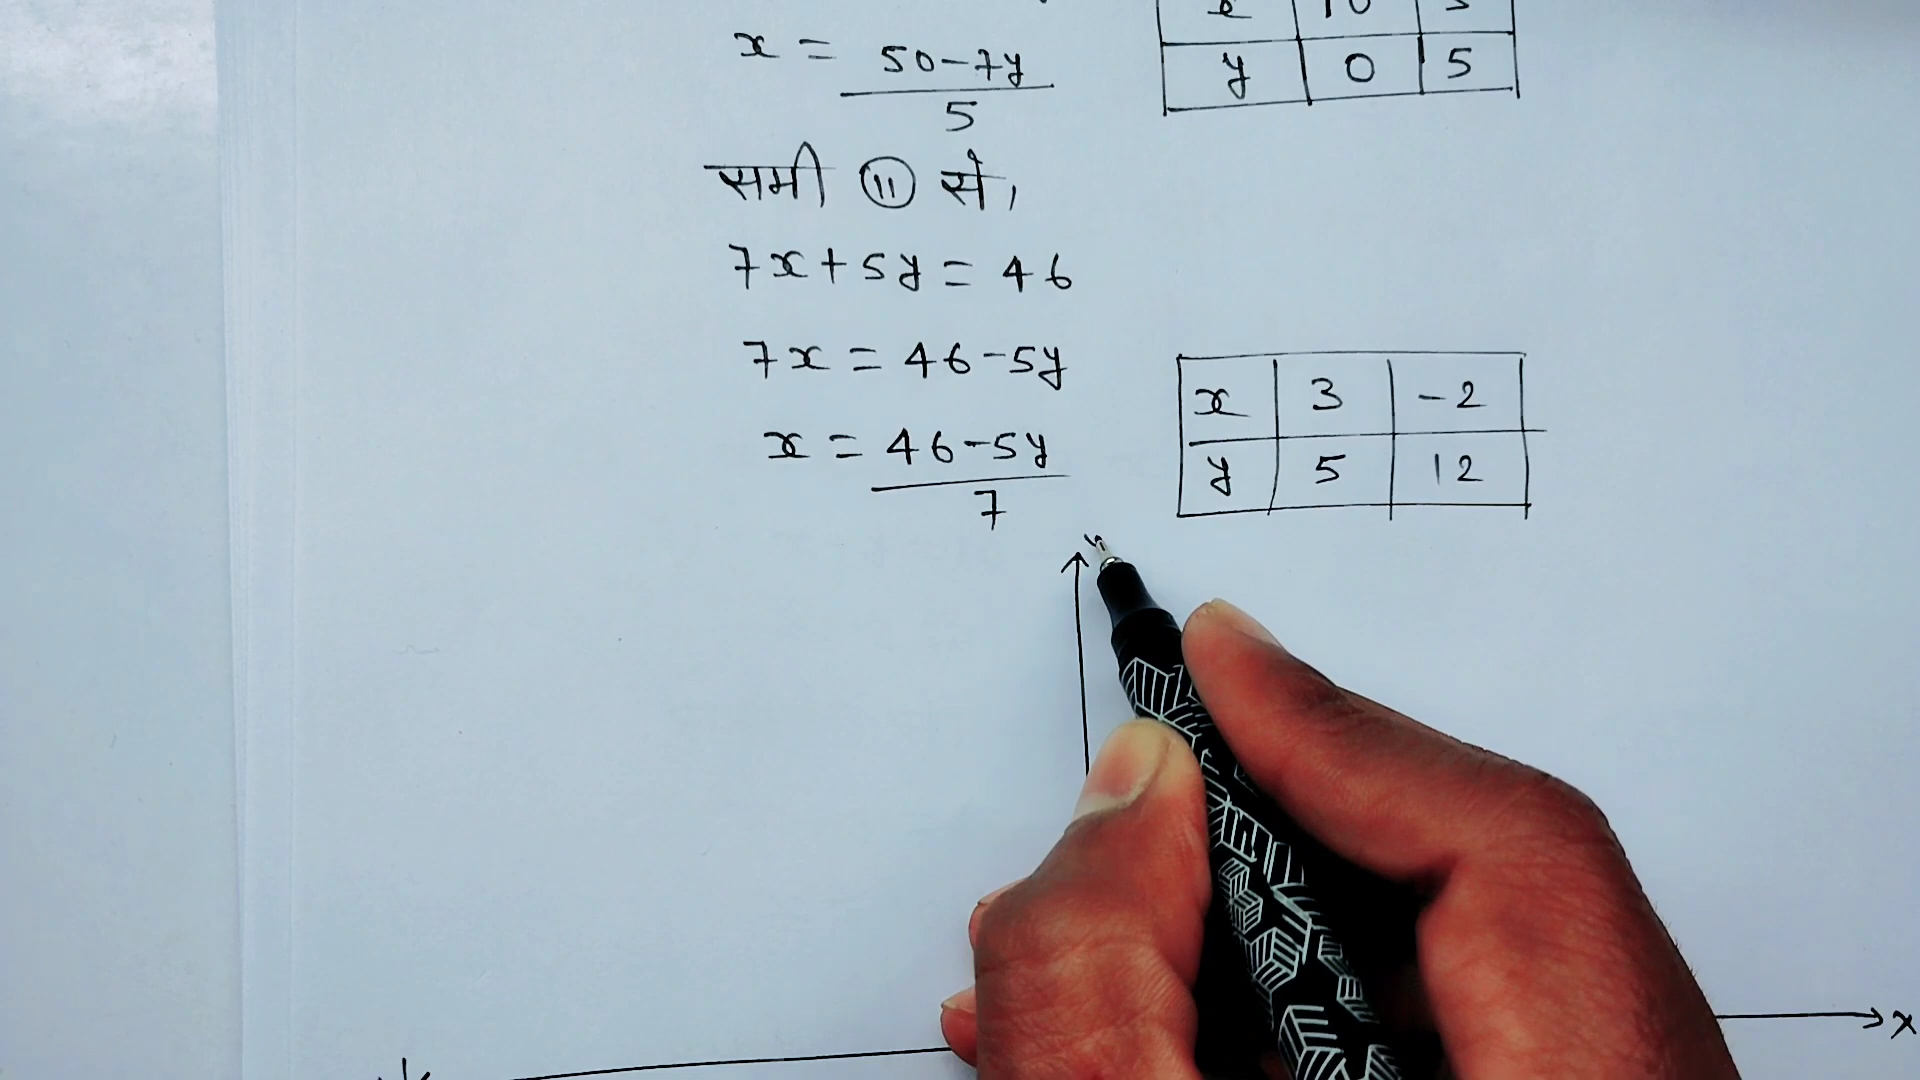 x 10 3
x = 50-7y / 5
y 0 5
समी (ii) से,
7x+5y = 46
7x = 46-5y
x = 46-5y / 7
x 3 -2
y 5 12
x